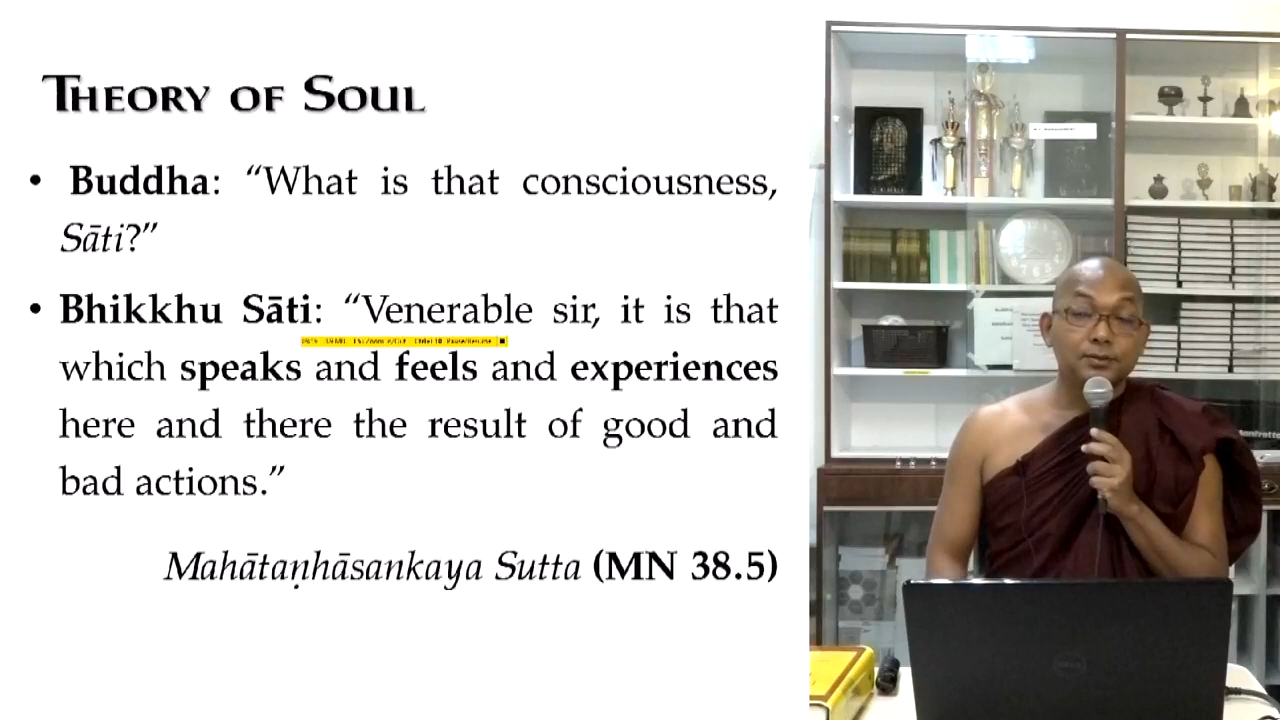 THEORY OF SOUL
• Buddha: “What is that consciousness,
Sāti?”
• Bhikkhu Sāti: “Venerable sir, it is that
which speaks and feels and experiences
here and there the result of good and
bad actions.”
Mahātaṇhāsankaya Sutta (MN 38.5)